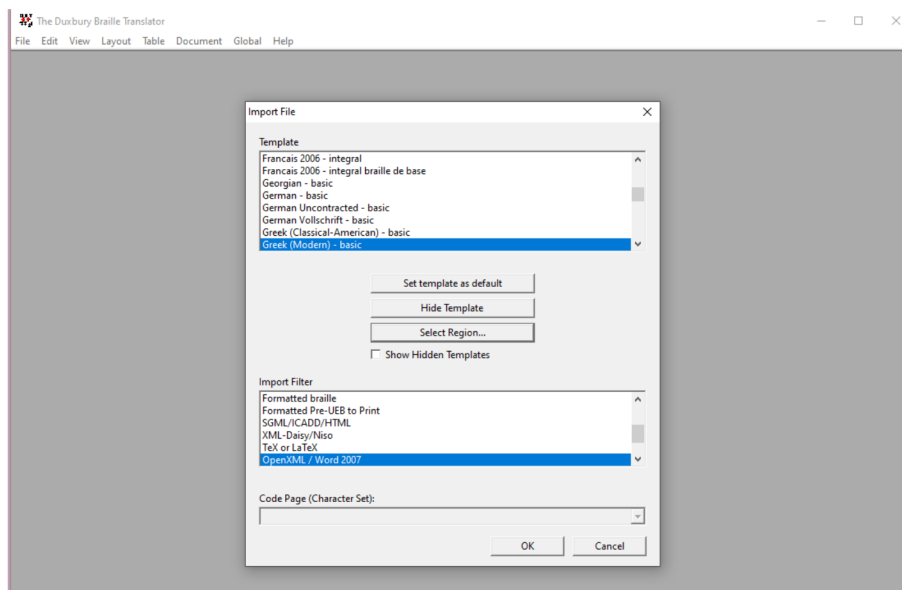 The Duxbury Braille Translator
File Edit View Layout Table Document Global Help
Import File
Template
Francais 2006 - integral
Francais 2006 - integral braille de base
Georgian - basic
German - basic
German Uncontracted - basic
German Vollschrift - basic
Greek (Classical-American) - basic
Greek (Modern) - basic
Set template as default
Hide Template
Select Region...
Show Hidden Templates
Import Filter
Formatted braille
Formatted Pre-UEB to Print
SGML/ICADD/HTML
XML-Daisy/Niso
TeX or LaTeX
OpenXML / Word 2007
Code Page (Character Set):
OK Cancel